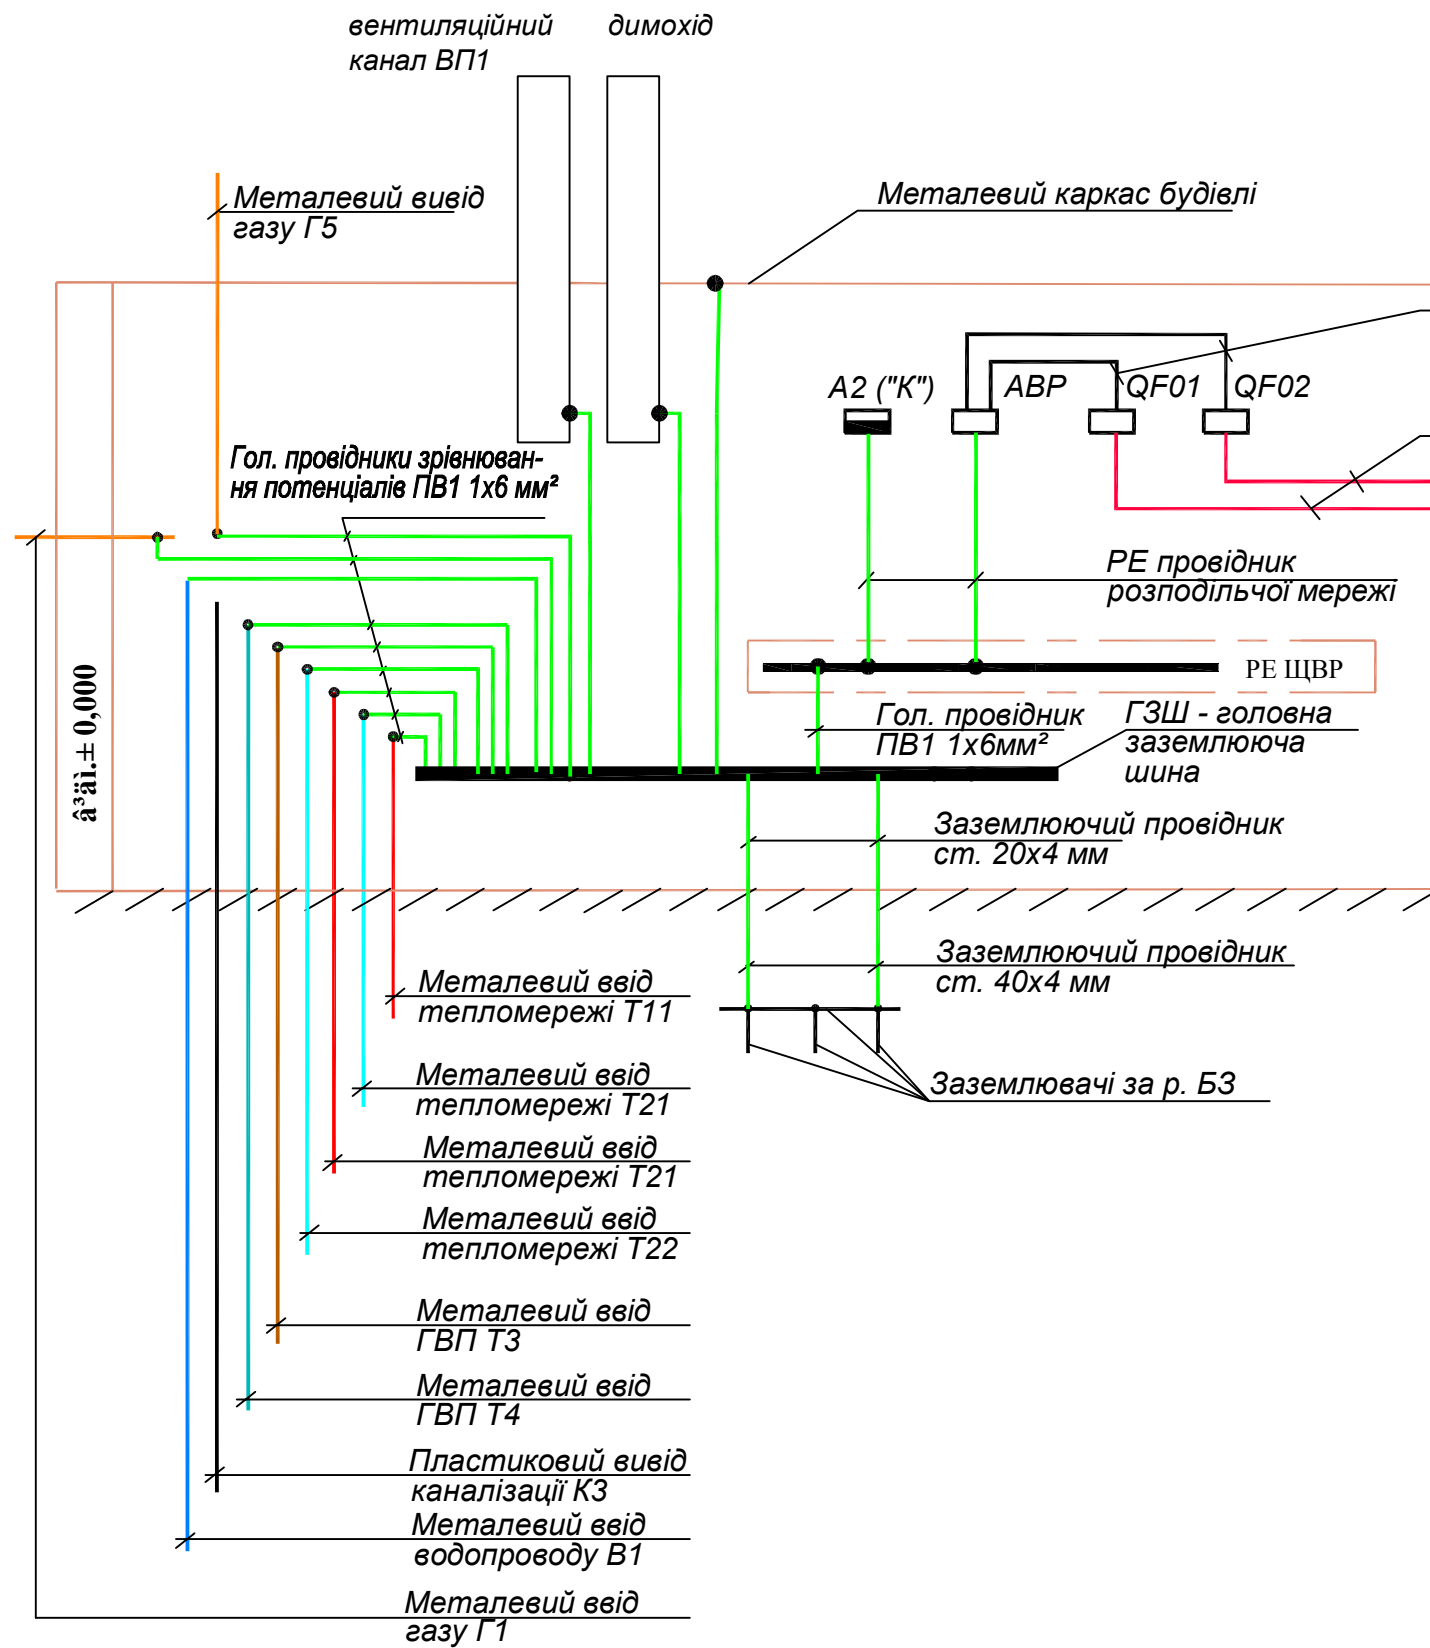 вентиляційний
канал ВП1
димохід
Металевий вивід
газу Г5
Металевий каркас будівлі
А2 ("К")
АВР
QF01
QF02
Гол. провідники зрівнюван-
ня потенціалів ПВ1 1х6 мм²
РЕ провідник
розподільчої мережі
РЕ ЩВР
â³äì.± 0,000
Гол. провідник
ПВ1 1х6мм²
ГЗШ - головна
заземлююча
шина
Заземлюючий провідник
ст. 20х4 мм
Заземлюючий провідник
ст. 40х4 мм
Металевий ввід
тепломережі Т11
Металевий ввід
тепломережі Т21
Заземлювачі за р. БЗ
Металевий ввід
тепломережі Т21
Металевий ввід
тепломережі Т22
Металевий ввід
ГВП Т3
Металевий ввід
ГВП Т4
Пластиковий вивід
каналізації К3
Металевий ввід
водопроводу В1
Металевий ввід
газу Г1